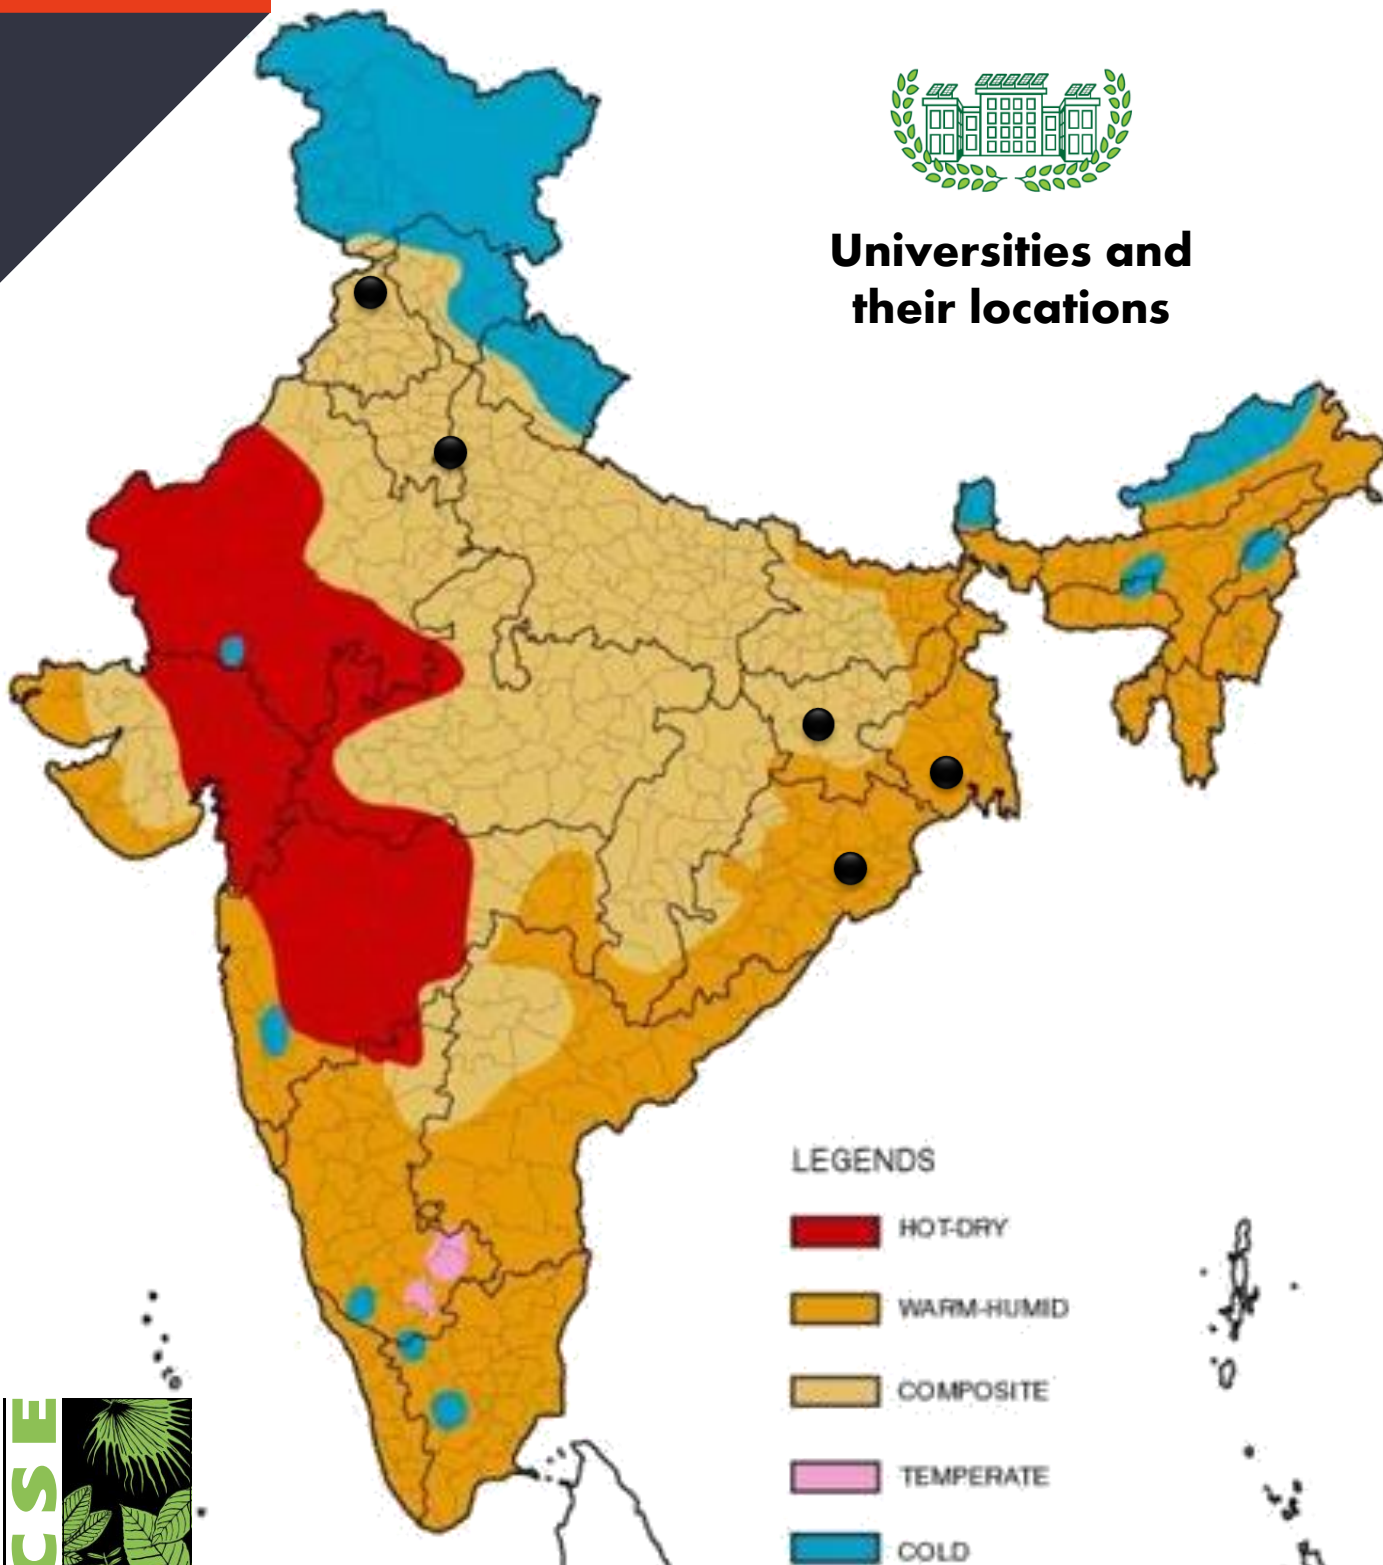 Universities and
their locations
LEGENDS
HOT-DRY
WARM-HUMID
COMPOSITE
TEMPERATE
COLD
CSE